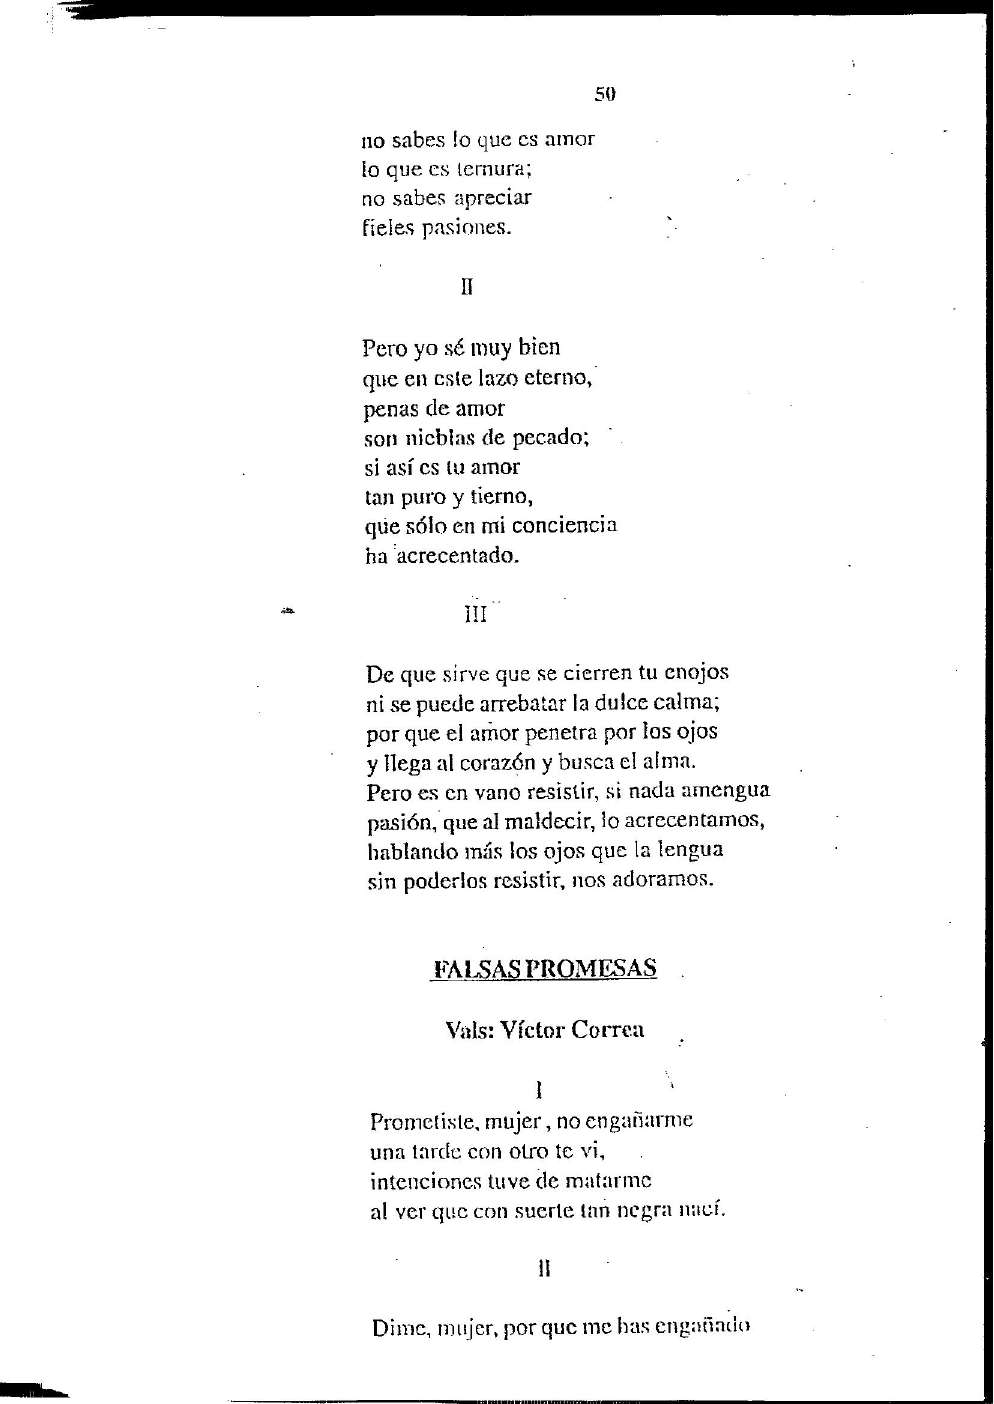 50
no sabes lo que es amor
lo que es ternura;
no sabes apreciar
fieles pasiones.
II
Pero yo sé muy bien
que en este lazo eterno,
penas de amor
son nieblas de pecado;
si así es tu amor
tan puro y tierno,
que sólo en mi conciencia
ha acrecentado.
III
De que sirve que se cierren tu enojos
ni se puede arrebatar la dulce calma;
por que el amor penetra por los ojos
y llega al corazón y busca el alma.
Pero es en vano resistir, si nada amengua
pasión, que al maldecir, lo acrecentamos,
hablando más los ojos que la lengua
sin poderlos resistir, nos adoramos.
FALSAS PROMESAS
Vals: Víctor Correa
I
Prometiste, mujer , no engañarme
una tarde con otro te vi,
intenciones tuve de matarme
al ver que con suerte tan negra nací.
II
Dime, mujer, por que me has engañado